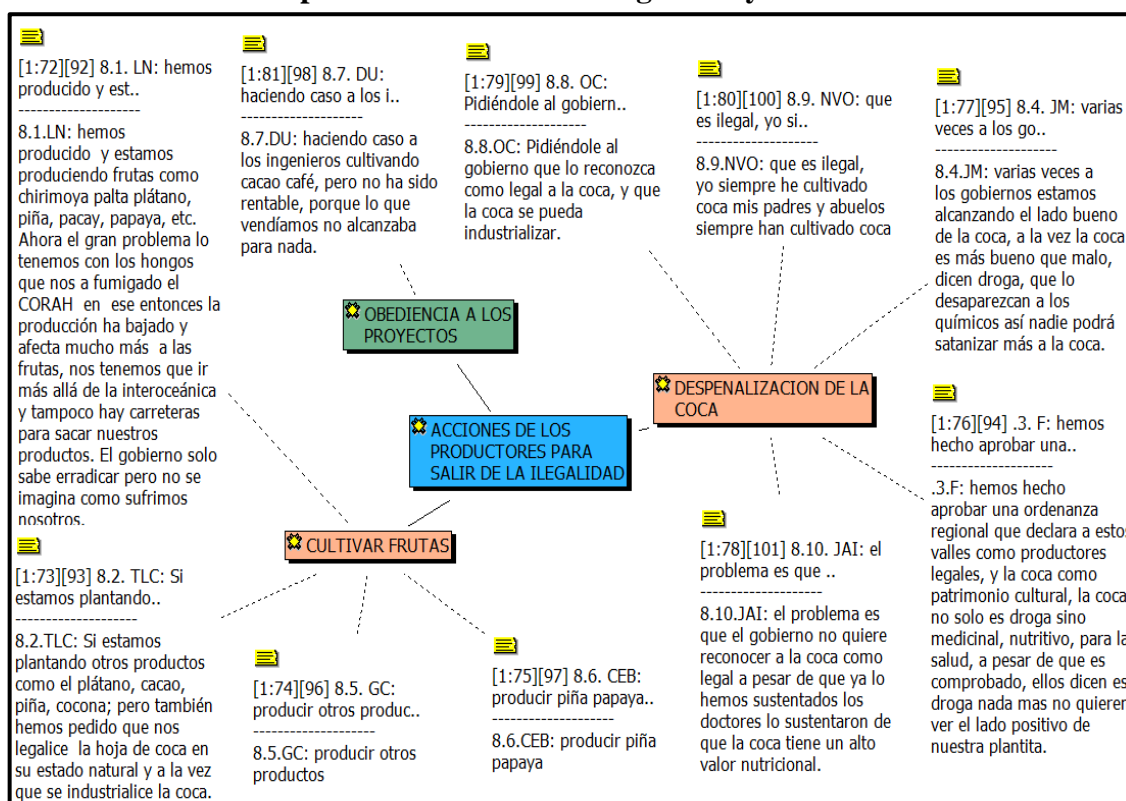 [1:72][92] 8.1. LN: hemos
producido y est..
--------------------
8.1.LN: hemos
producido y estamos
produciendo frutas como
chirimoya palta plátano,
piña, pacay, papaya, etc.
Ahora el gran problema lo
tenemos con los hongos
que nos a fumigado el
CORAH en ese entonces la
producción ha bajado y
afecta mucho más a las
frutas, nos tenemos que ir
más allá de la interoceánica
y tampoco hay carreteras
para sacar nuestros
productos. El gobierno solo
sabe erradicar pero no se
imagina como sufrimos
nosotros.
[1:81][98] 8.7. DU:
haciendo caso a los i..
--------------------
8.7.DU: haciendo caso a
los ingenieros cultivando
cacao café, pero no ha sido
rentable, porque lo que
vendíamos no alcanzaba
para nada.
[1:79][99] 8.8. OC:
Pidiéndole al gobiern..
--------------------
8.8.OC: Pidiéndole al
gobierno que lo reconozca
como legal a la coca, y que
la coca se pueda
industrializar.
[1:80][100] 8.9. NVO: que
es ilegal, yo si..
--------------------
8.9.NVO: que es ilegal,
yo siempre he cultivado
coca mis padres y abuelos
siempre han cultivado coca
[1:77][95] 8.4. JM: varias
veces a los go..
--------------------
8.4.JM: varias veces a
los gobiernos estamos
alcanzando el lado bueno
de la coca, a la vez la coca
es más bueno que malo,
dicen droga, que lo
desaparezcan a los
químicos así nadie podrá
satanizar más a la coca.
OBEDIENCIA A LOS
PROYECTOS
DESPENALIZACION DE LA
COCA
ACCIONES DE LOS
PRODUCTORES PARA
SALIR DE LA ILEGALIDAD
CULTIVAR FRUTAS
[1:76][94] .3. F: hemos
hecho aprobar una..
--------------------
.3.F: hemos hecho
aprobar una ordenanza
regional que declara a estos
valles como productores
legales, y la coca como
patrimonio cultural, la coca
no solo es droga sino
medicinal, nutritivo, para la
salud, a pesar de que es
comprobado, ellos dicen es
droga nada mas no quieren
ver el lado positivo de
nuestra plantita.
[1:73][93] 8.2. TLC: Si
estamos plantando..
--------------------
8.2.TLC: Si estamos
plantando otros productos
como el plátano, cacao,
piña, cocona; pero también
hemos pedido que nos
legalice la hoja de coca en
su estado natural y a la vez
que se industrialice la coca.
[1:74][96] 8.5. GC:
producir otros produc..
--------------------
8.5.GC: producir otros
productos
[1:75][97] 8.6. CEB:
producir piña papaya..
--------------------
8.6.CEB: producir piña
papaya
[1:78][101] 8.10. JAI: el
problema es que ..
--------------------
8.10.JAI: el problema es
que el gobierno no quiere
reconocer a la coca como
legal a pesar de que ya lo
hemos sustentados los
doctores lo sustentaron de
que la coca tiene un alto
valor nutricional.